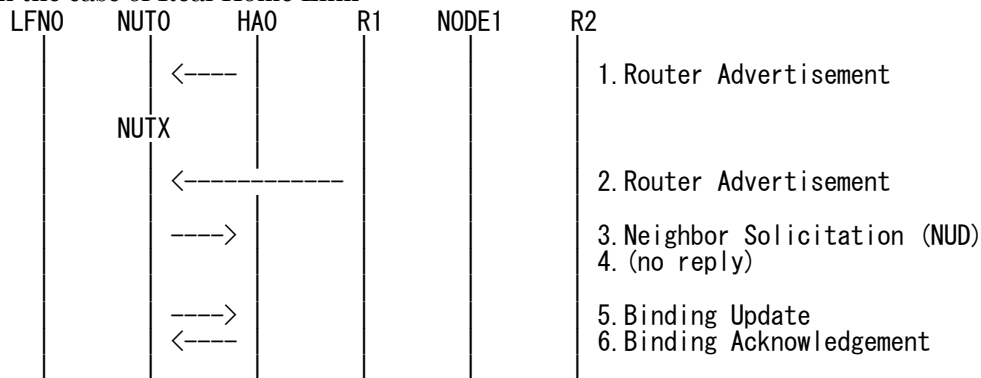 in the case of Real Home Link
LFN0 NUT0 HA0 R1 NODE1 R2
<---- 1.Router Advertisement
NUTX
<------------ 2.Router Advertisement
----> 3.Neighbor Solicitation (NUD)
4.(no reply)
----> 5.Binding Update
<---- 6.Binding Acknowledgement